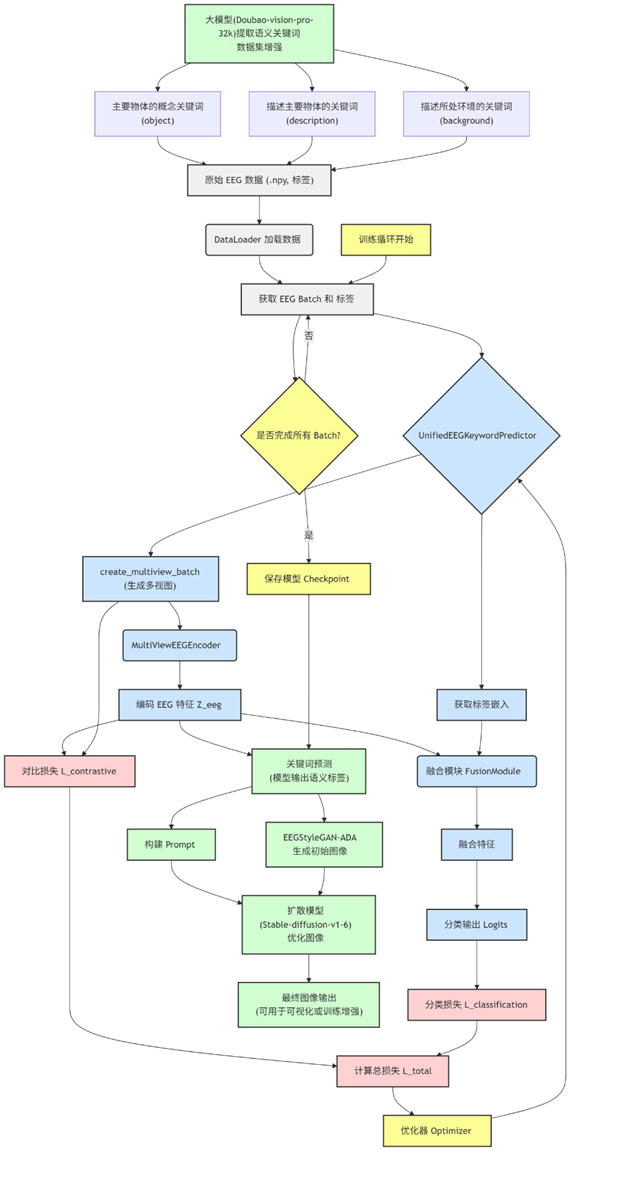 大模型(Doubao-vision-pro-
32k)提取语义关键词
数据集增强
主要物体的概念关键词
(object)
描述主要物体的关键词
(description)
描述所处环境的关键词
(background)
原始 EEG 数据 (.npy, 标签)
DataLoader 加载数据
训练循环开始
获取 EEG Batch 和 标签
否
是否完成所有 Batch?
UnifiedEEGKeywordPredictor
是
create_multiview_batch
(生成多视图)
保存模型 Checkpoint
MultiViewEEGEncoder
编码 EEG 特征 Z_eeg
获取标签嵌入
对比损失 L_contrastive
关键词预测
(模型输出语义标签)
融合模块 FusionModule
构建 Prompt
EEGStyleGAN-ADA
生成初始图像
融合特征
扩散模型
(Stable-diffusion-v1-6)
优化图像
分类输出 Logits
最终图像输出
(可用于可视化或训练增强)
分类损失 L_classification
计算总损失 L_total
优化器 Optimizer